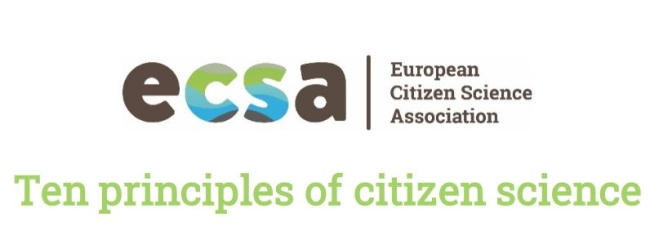 ecsa
European
Citizen Science
Association
Ten principles of citizen science